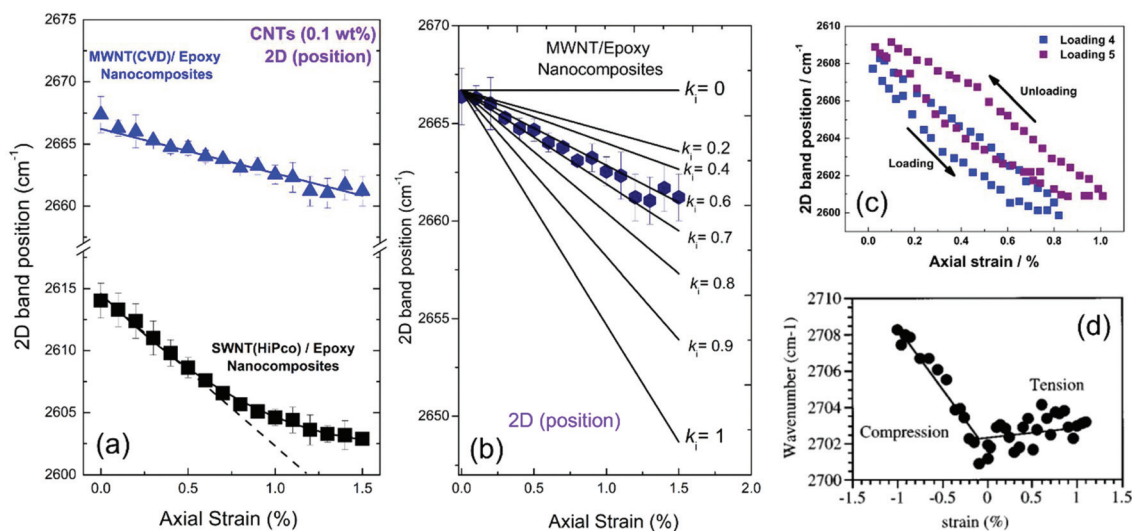 2675
2670
2665
2660
2615
2610
2605
2600
2D band position (cm⁻¹)
CNTs (0.1 wt%)
2D (position)
MWNT(CVD)/ Epoxy
Nanocomposites
SWNT(HiPco) / Epoxy
Nanocomposites
(a)
0.0 0.5 1.0 1.5
Axial Strain (%)
2670
2665
2660
2655
2650
2D band position (cm⁻¹)
MWNT/Epoxy
Nanocomposites
kᵢ= 0
kᵢ= 0.2
kᵢ= 0.4
kᵢ= 0.6
kᵢ= 0.7
kᵢ= 0.8
kᵢ= 0.9
kᵢ= 1
2D (position)
(b)
0.0 0.5 1.0 1.5 2.0
Axial Strain (%)
2610
2608
2606
2604
2602
2600
2D band position / cm⁻¹
Loading 4
Loading 5
Unloading
Loading
(c)
0.0 0.2 0.4 0.6 0.8 1.0
Axial strain / %
2710
2708
2706
2704
2702
2700
Wavenumber (cm-1)
(d)
Tension
Compression
-1.5 -1 -0.5 0 0.5 1 1.5
strain (%)